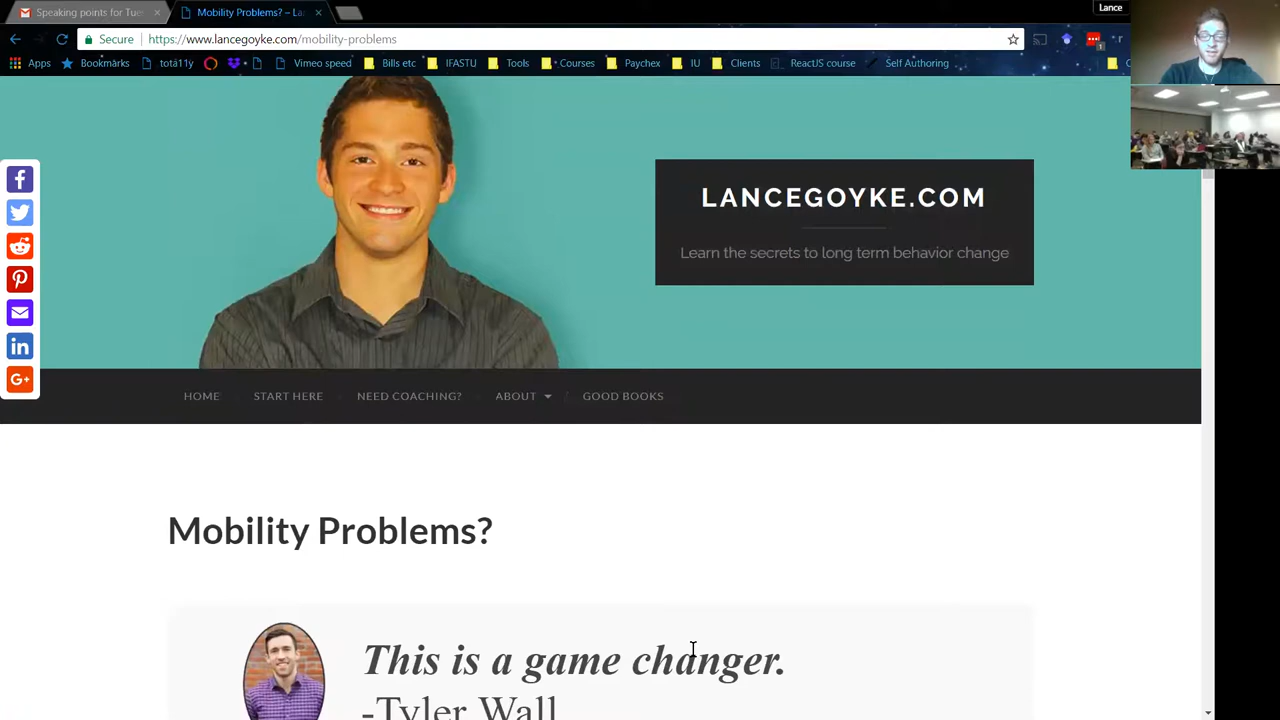 Speaking points for Tue
Mobility Problems? – La
Lance
Secure
https://www.lancegoyke.com/mobility-problems
Apps
Bookmarks
totá11y
Vimeo speed
Bills etc
IFASTU
Tools
Courses
Paychex
IU
Clients
ReactJS course
Self Authoring
1
LANCEGOYKE.COM
Learn the secrets to long term behavior change
f
in
G+
HOME
START HERE
NEED COACHING?
ABOUT
GOOD BOOKS
Mobility Problems?
This is a game changer.
-Tyler Wall